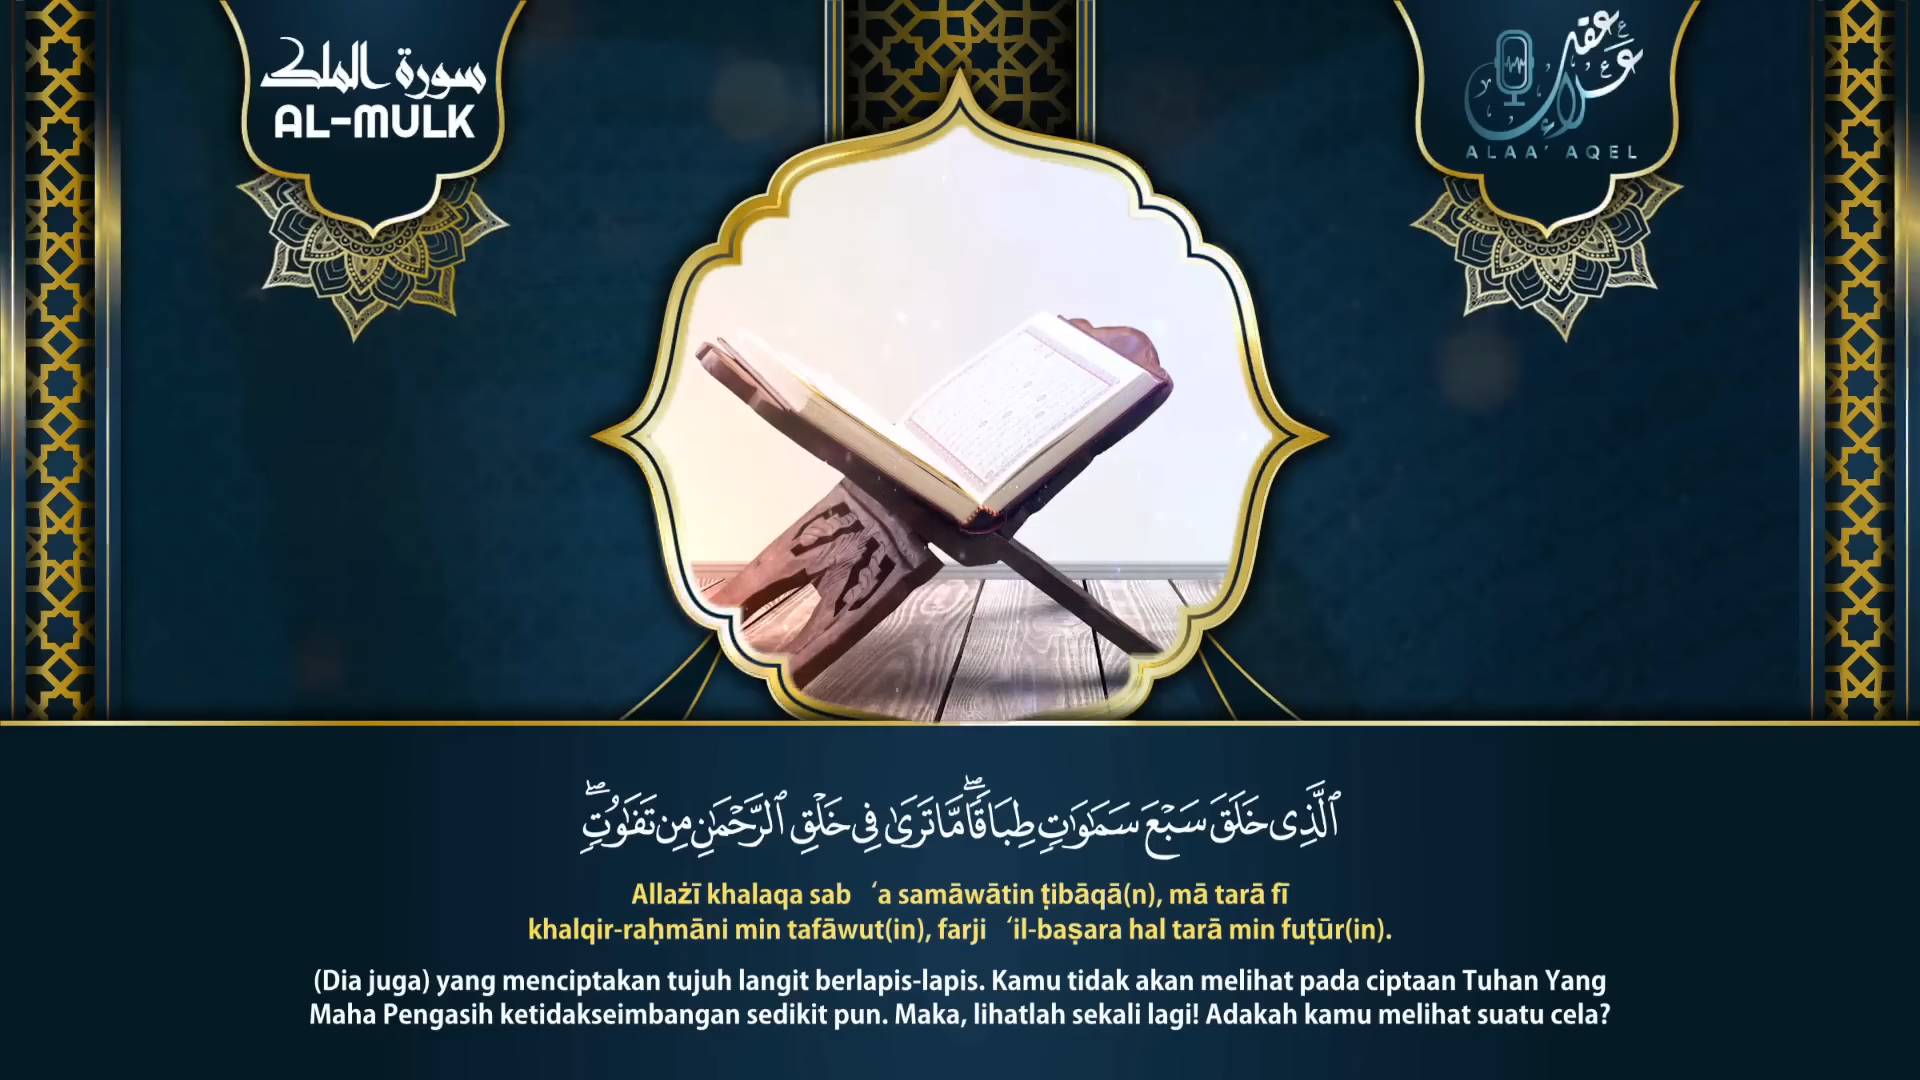 سورة الملك
AL-MULK
علاء عقل
ALAA' AQEL
ٱلَّذِى خَلَقَ سَبْعَ سَمَٰوَٰتٍ طِبَاقًا ۖ مَّا تَرَىٰ فِى خَلْقِ ٱلرَّحْمَٰنِ مِن تَفَٰوُتٍ ۖ
Allażī khalaqa sab ‘a samāwātin ṭibāqā(n), mā tarā fī
khalqir-raḥmāni min tafāwut(in), farji ‘il-baṣara hal tarā min fuṭūr(in).
(Dia juga) yang menciptakan tujuh langit berlapis-lapis. Kamu tidak akan melihat pada ciptaan Tuhan Yang
Maha Pengasih ketidakseimbangan sedikit pun. Maka, lihatlah sekali lagi! Adakah kamu melihat suatu cela?